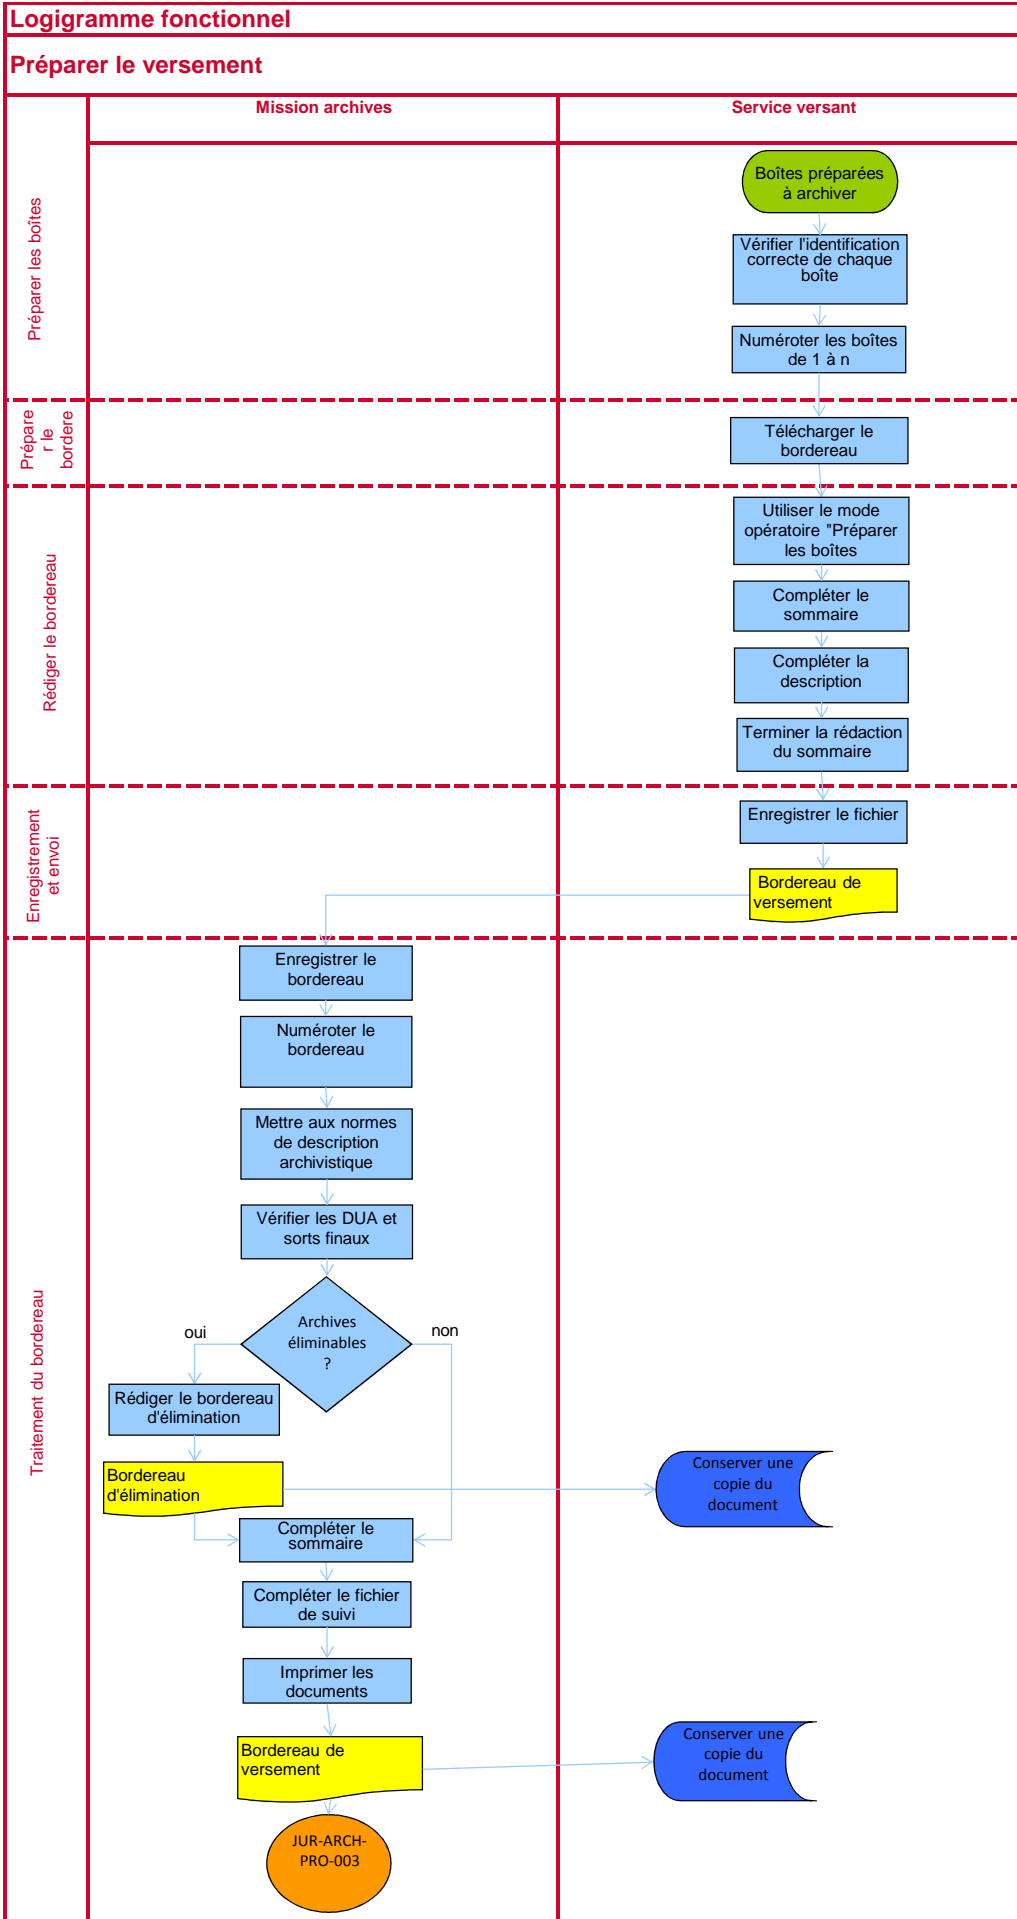 Logigramme fonctionnel
Préparer le versement
Mission archives
Service versant
Préparer les boîtes
Boîtes préparées
à archiver
Vérifier l'identification
correcte de chaque
boîte
Numéroter les boîtes
de 1 à n
Prépare
r le
bordere
Télécharger le
bordereau
Rédiger le bordereau
Utiliser le mode
opératoire "Préparer
les boîtes
Compléter le
sommaire
Compléter la
description
Terminer la rédaction
du sommaire
Enregistrement
et envoi
Enregistrer le fichier
Bordereau de
versement
Traitement du bordereau
Enregistrer le
bordereau
Numéroter le
bordereau
Mettre aux normes
de description
archivistique
Vérifier les DUA et
sorts finaux
Archives
éliminables
?
oui
non
Rédiger le bordereau
d'élimination
Bordereau
d'élimination
Conserver une
copie du
document
Compléter le
sommaire
Compléter le fichier
de suivi
Imprimer les
documents
Bordereau de
versement
Conserver une
copie du
document
JUR-ARCH-
PRO-003